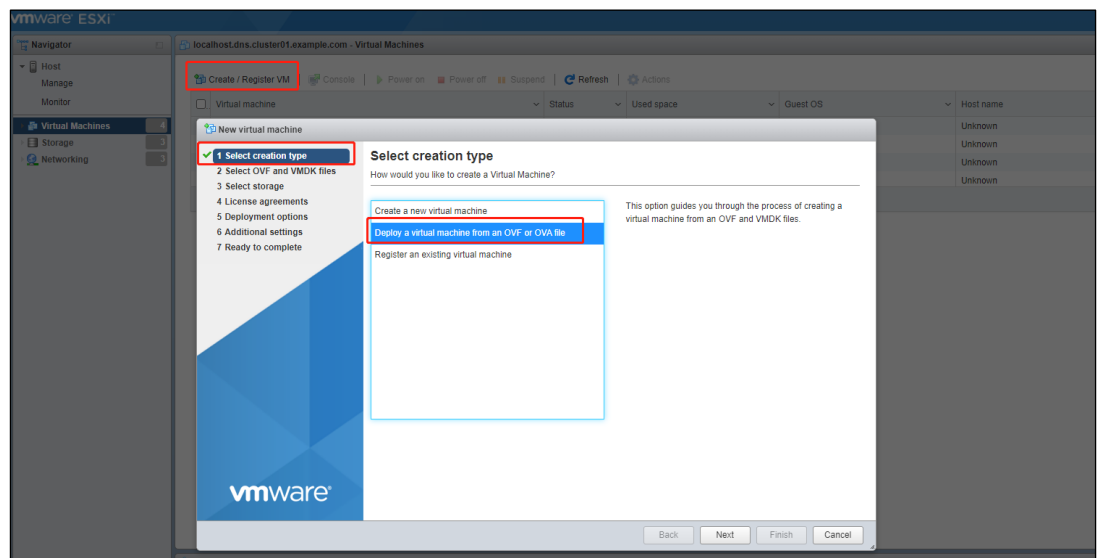 vmware ESXi
Navigator
localhost.dns.cluster01.example.com - Virtual Machines
Host
Manage
Monitor
Virtual Machines 4
Storage 3
Networking 3
Create / Register VM | Console | Power on Power off Suspend | Refresh | Actions
Virtual machine Status Used space Guest OS Host name
Unknown
Unknown
Unknown
Unknown
New virtual machine
1 Select creation type
2 Select OVF and VMDK files
3 Select storage
4 License agreements
5 Deployment options
6 Additional settings
7 Ready to complete
Select creation type
How would you like to create a Virtual Machine?
Create a new virtual machine
Deploy a virtual machine from an OVF or OVA file
Register an existing virtual machine
This option guides you through the process of creating a
virtual machine from an OVF and VMDK files.
vmware
Back Next Finish Cancel